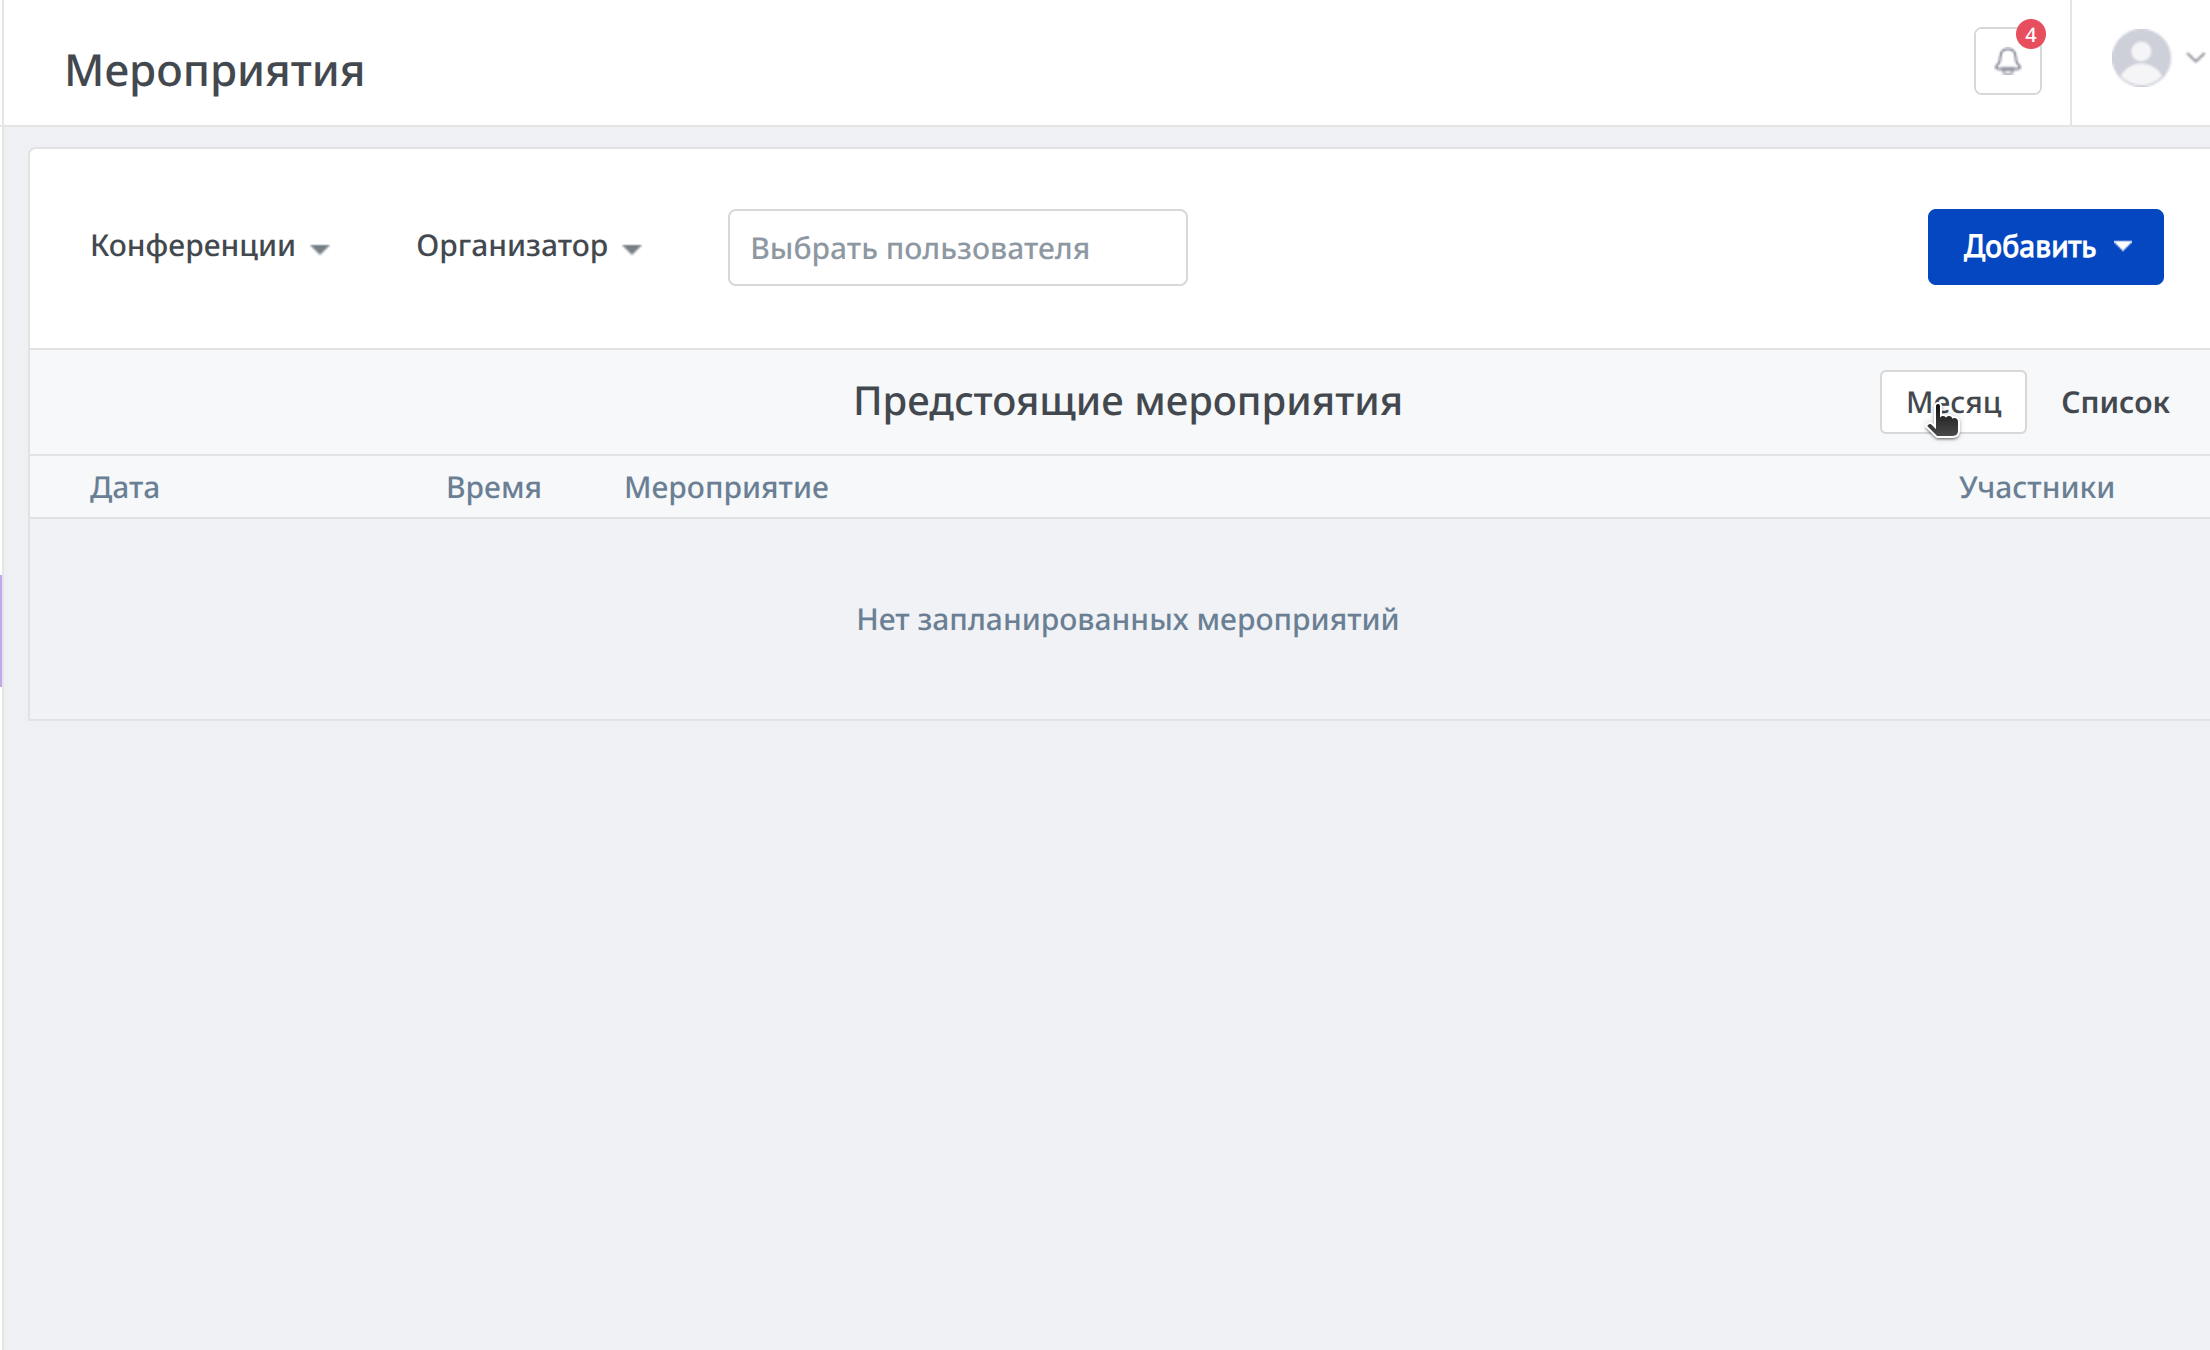 Мероприятия
4
Конференции
Организатор
Выбрать пользователя
Добавить
Предстоящие мероприятия
Месяц
Список
Дата
Время
Мероприятие
Участники
Нет запланированных мероприятий